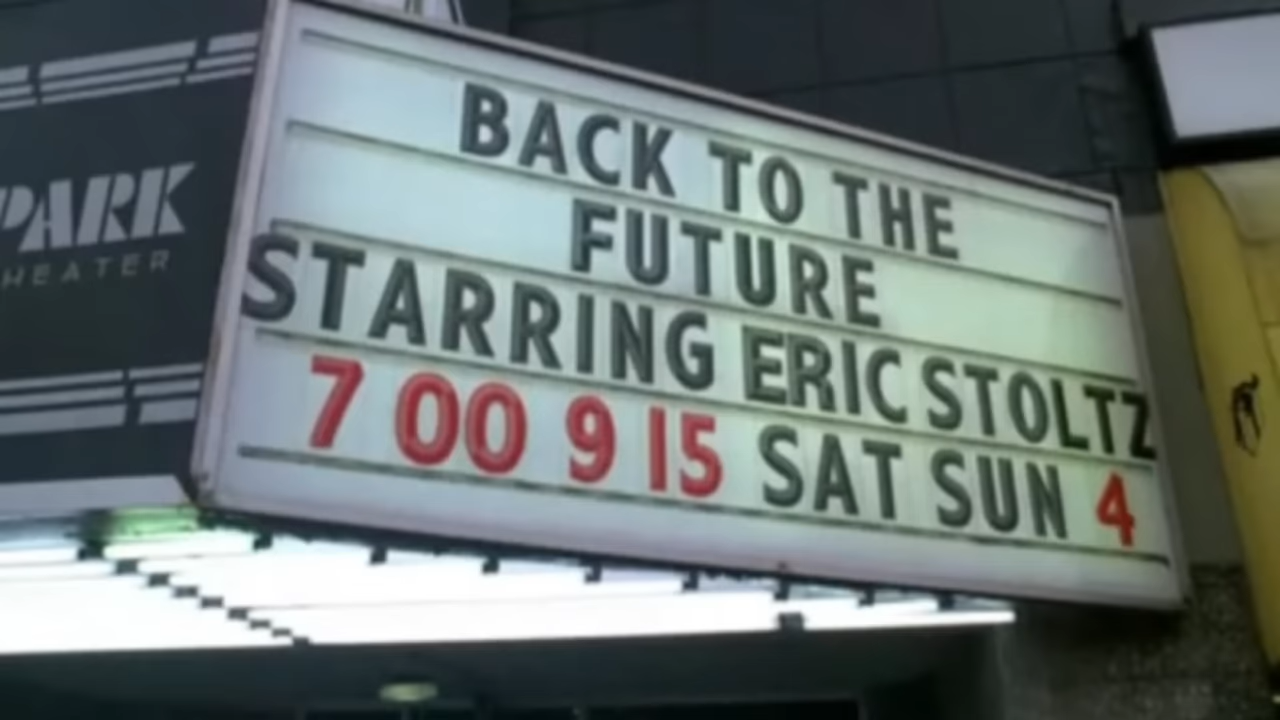 PARK
HEATER
BACK TO THE
FUTURE
STARRING ERIC STOLTZ
7 00 9 15 SAT SUN 4